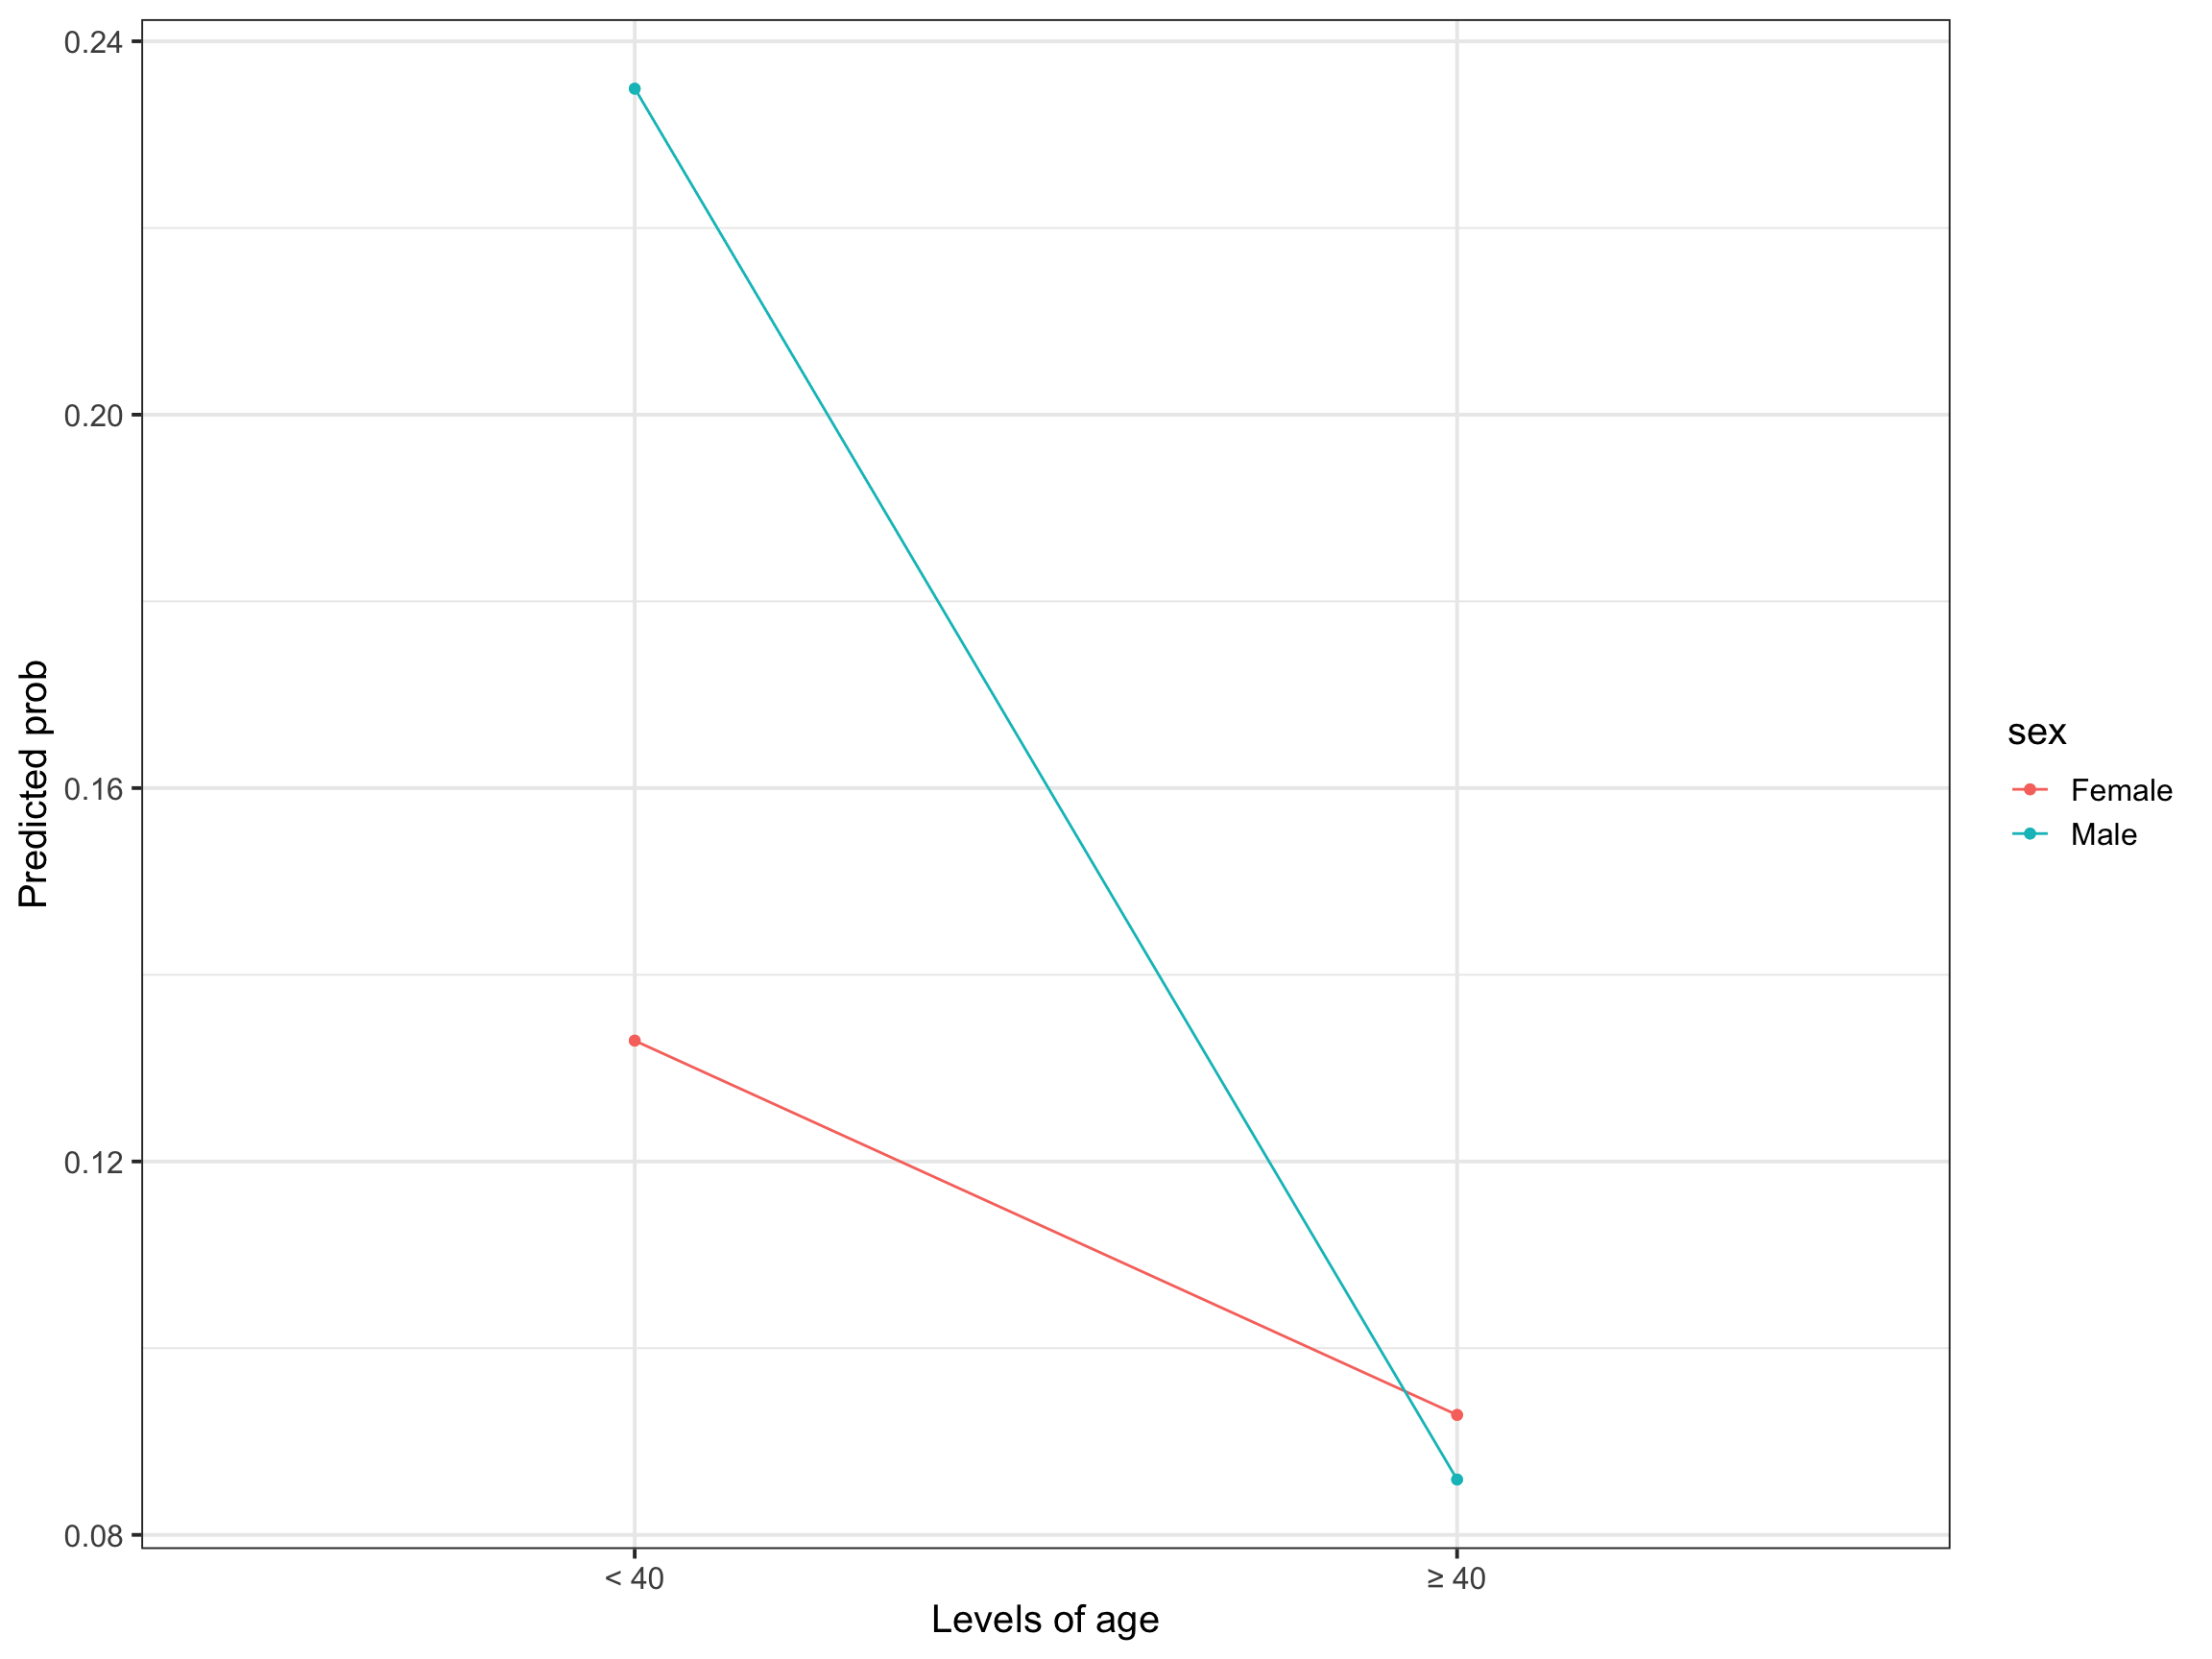 0.24
0.20
0.16
0.12
0.08
Predicted prob
< 40
≥ 40
Levels of age
sex
Female
Male